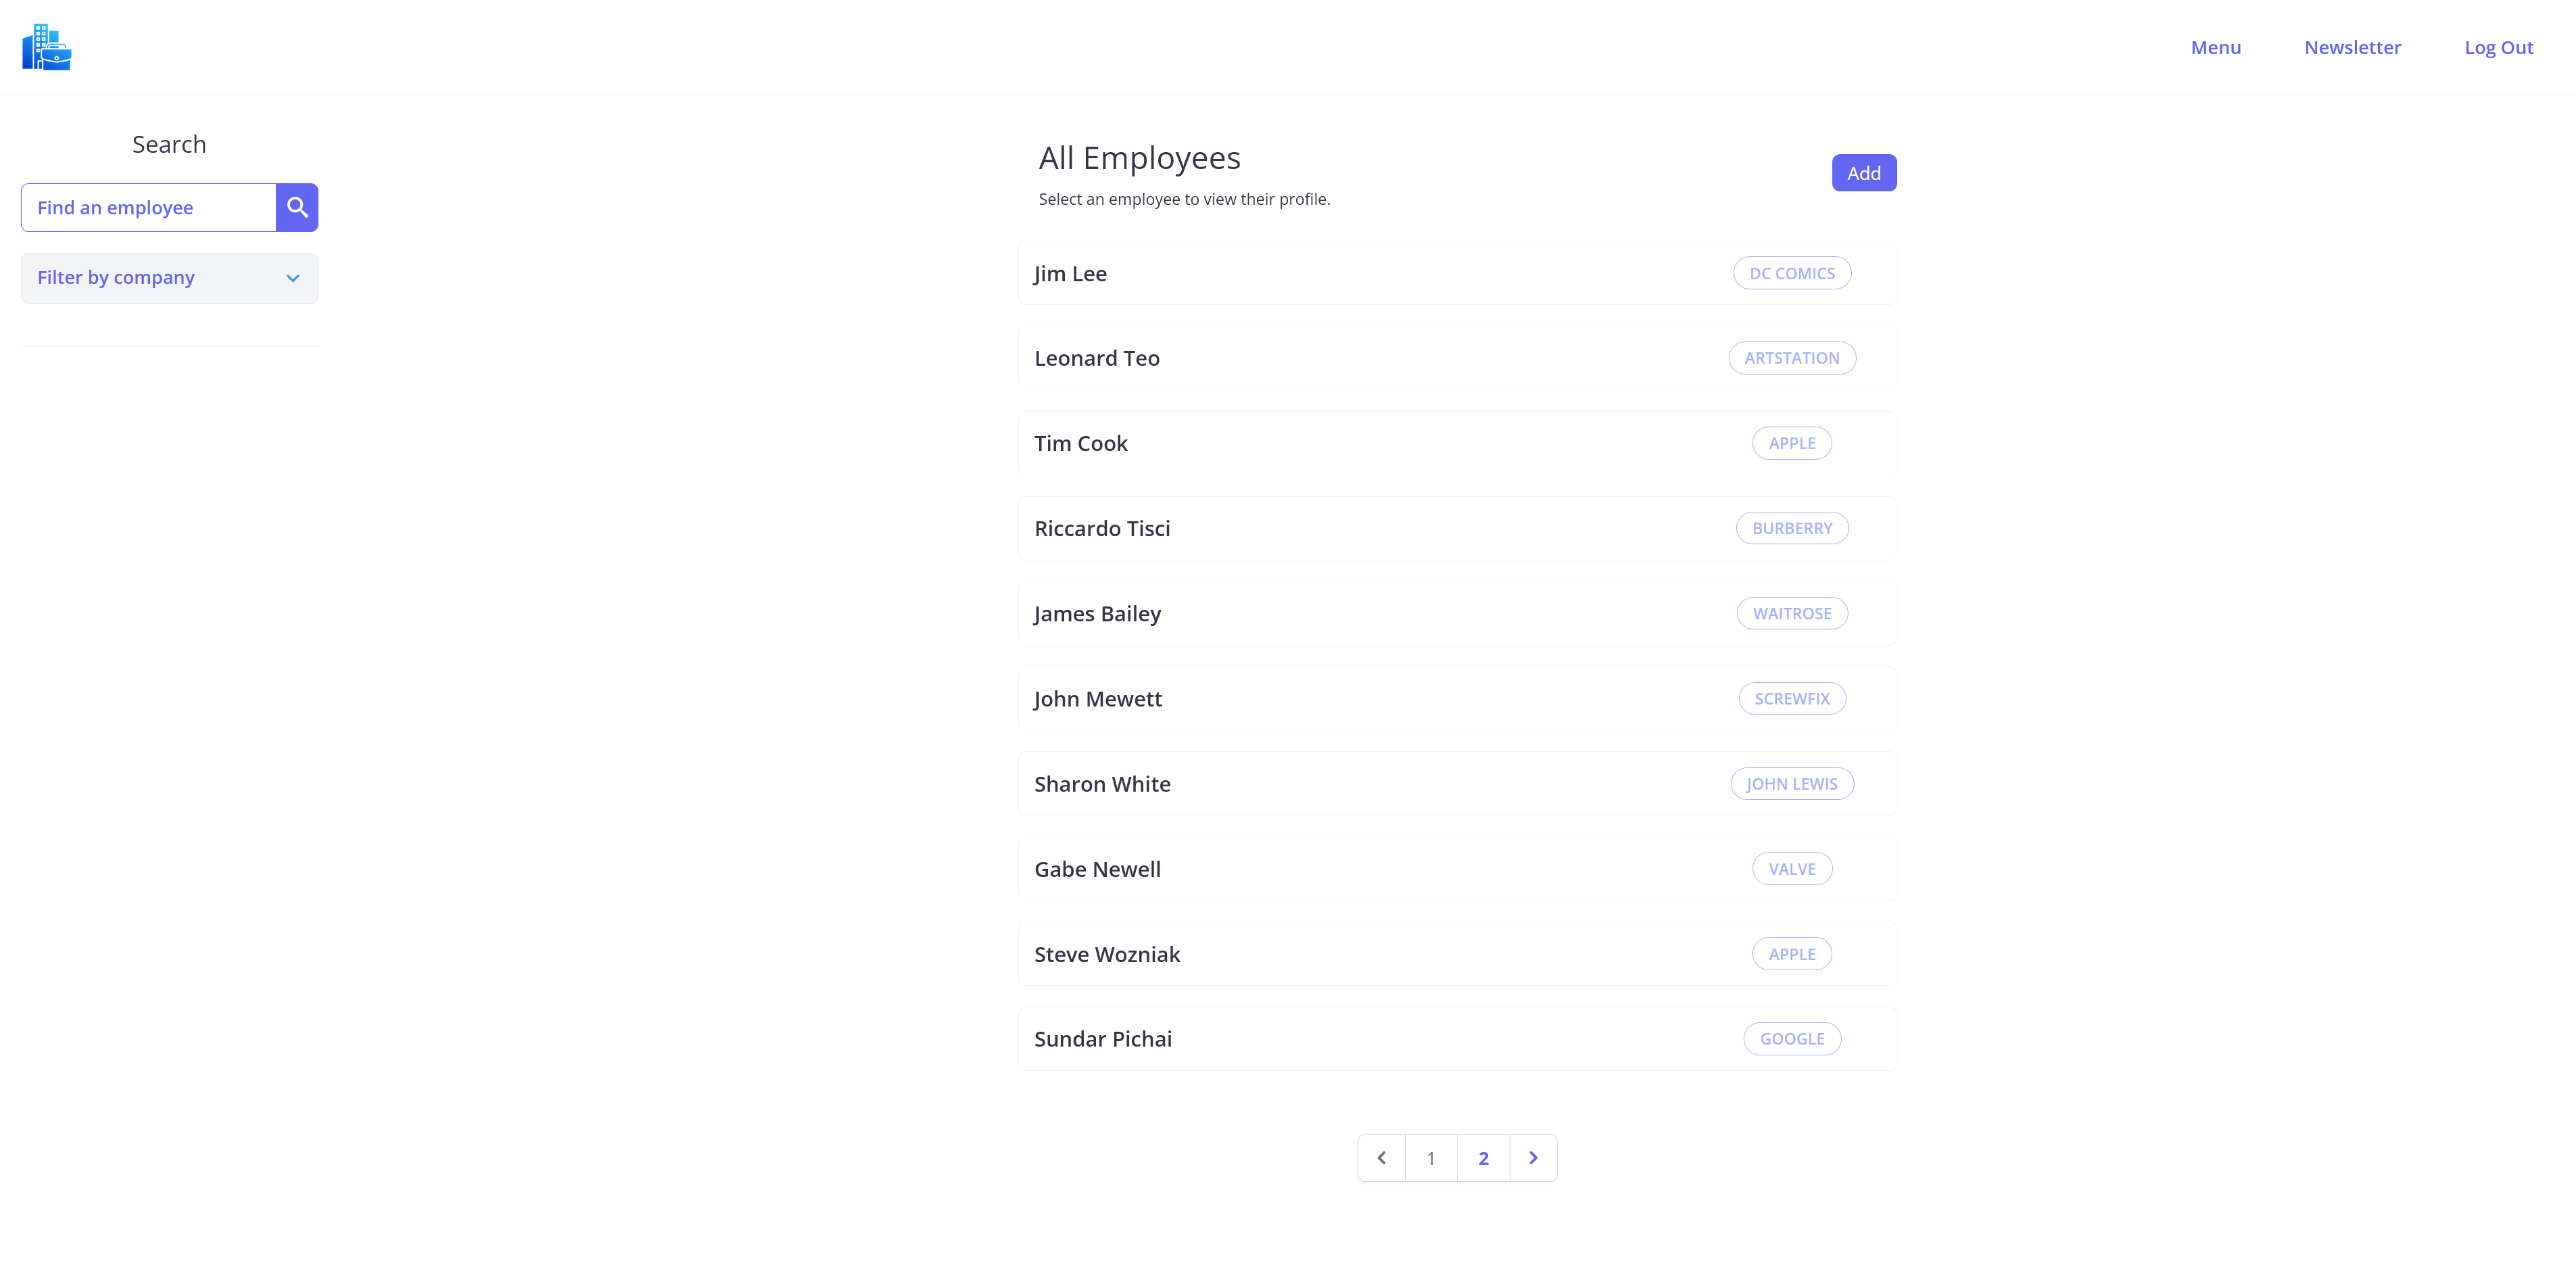 Menu Newsletter Log Out
Search
Find an employee
Filter by company
All Employees
Add
Select an employee to view their profile.
Jim Lee DC COMICS
Leonard Teo ARTSTATION
Tim Cook APPLE
Riccardo Tisci BURBERRY
James Bailey WAITROSE
John Mewett SCREWFIX
Sharon White JOHN LEWIS
Gabe Newell VALVE
Steve Wozniak APPLE
Sundar Pichai GOOGLE
1 2